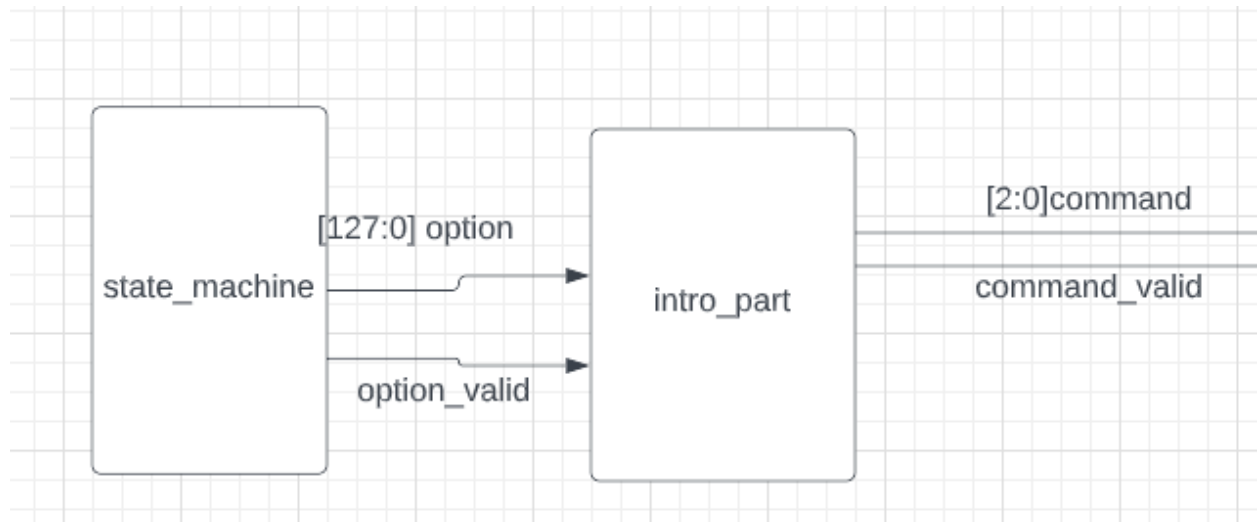 [2:0]command
[127:0] option
state_machine
intro_part
command_valid
option_valid